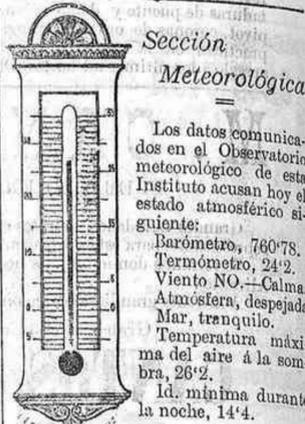 Sección
Meteorológica
Los datos comunica-
dos en el Observatorio
meteorológico de esta
Instituto acusan hoy el
estado atmosférico si-
guiente:
Barómetro, 760'78.
Termómetro, 24'2.
Viento NO.—Calma.
Atmósfera, despejada
Mar, tranquilo.
Temperatura máxi-
ma del aire á la som-
bra, 26'2.
Id. mínima durante
la noche, 14'4.